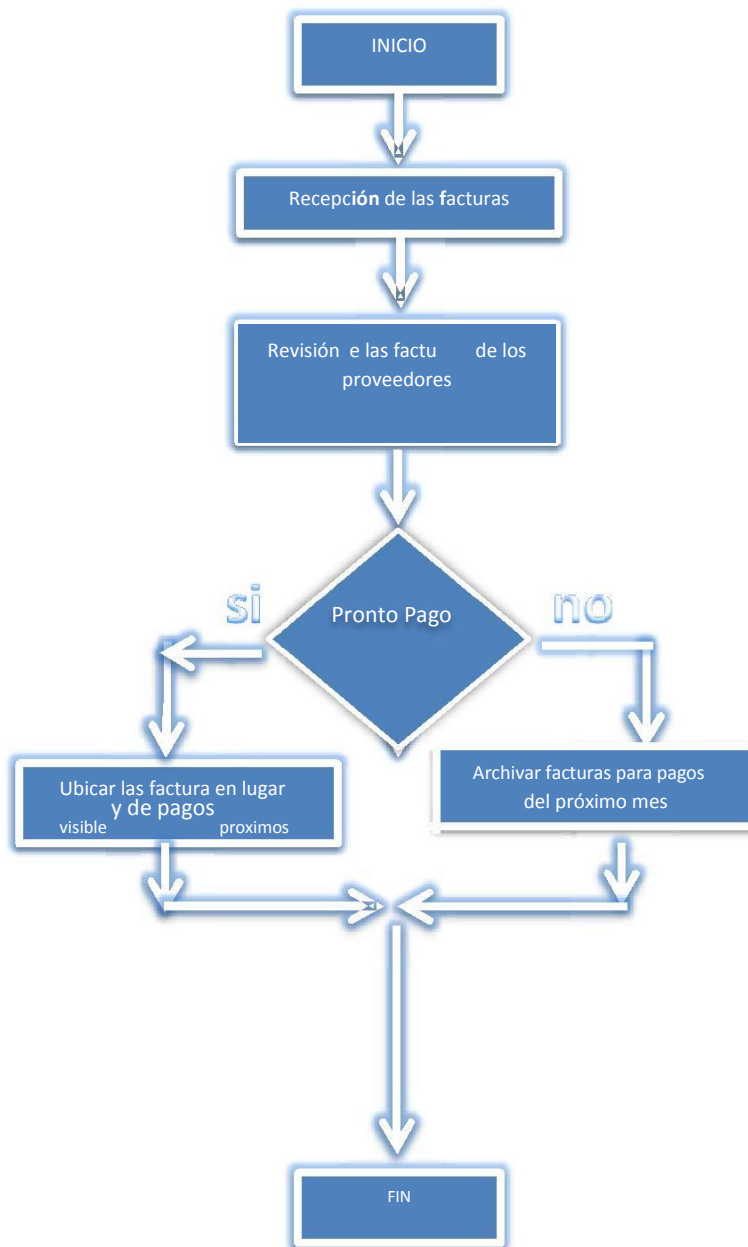 INICIO
Recepción de las facturas
Revisión e las factu de los
proveedores
si
no
Pronto Pago
Ubicar las factura en lugar
y de pagos
visible proximos
Archivar facturas para pagos
del próximo mes
FIN